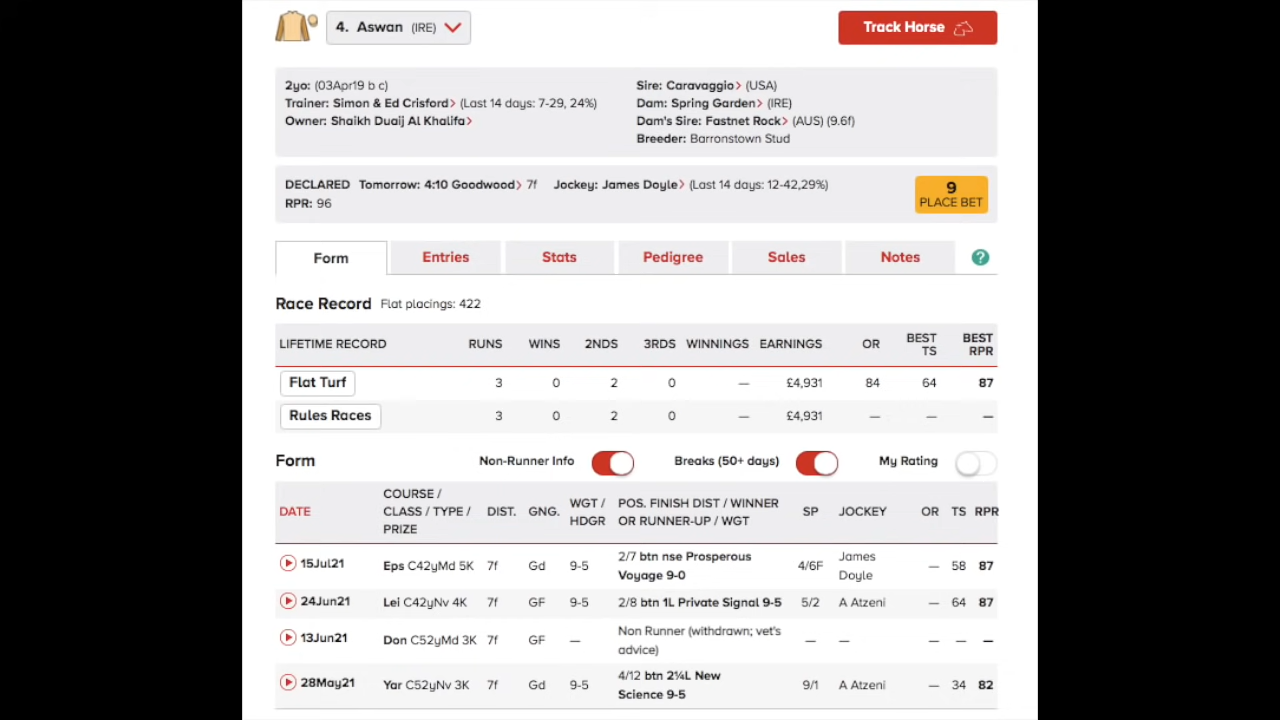 4. Aswan (IRE)
Track Horse
2yo: (03Apr19 b c)
Trainer: Simon & Ed Crisford> (Last 14 days: 7-29, 24%)
Owner: Shaikh Duaij Al Khalifa>
Sire: Caravaggio> (USA)
Dam: Spring Garden> (IRE)
Dam's Sire: Fastnet Rock> (AUS) (9.6f)
Breeder: Barronstown Stud
DECLARED Tomorrow: 4:10 Goodwood> 7f Jockey: James Doyle> (Last 14 days: 12-42,29%)
RPR: 96
9
PLACE BET
Form Entries Stats Pedigree Sales Notes ?
Race Record Flat placings: 422
LIFETIME RECORD RUNS WINS 2NDS 3RDS WINNINGS EARNINGS OR BEST TS BEST RPR
Flat Turf 3 0 2 0 — £4,931 84 64 87
Rules Races 3 0 2 0 — £4,931 — — —
Form Non-Runner Info Breaks (50+ days) My Rating
DATE COURSE / CLASS / TYPE / PRIZE DIST. GNG. WGT / HDGR POS. FINISH DIST / WINNER OR RUNNER-UP / WGT SP JOCKEY OR TS RPR
15Jul21 Eps C42yMd 5K 7f Gd 9-5 2/7 btn nse Prosperous Voyage 9-0 4/6F James Doyle — 58 87
24Jun21 Lei C42yNv 4K 7f GF 9-5 2/8 btn 1L Private Signal 9-5 5/2 A Atzeni — 64 87
13Jun21 Don C52yMd 3K 7f GF — Non Runner (withdrawn; vet's advice) — — — — —
28May21 Yar C52yNv 3K 7f Gd 9-5 4/12 btn 2¼L New Science 9-5 9/1 A Atzeni — 34 82